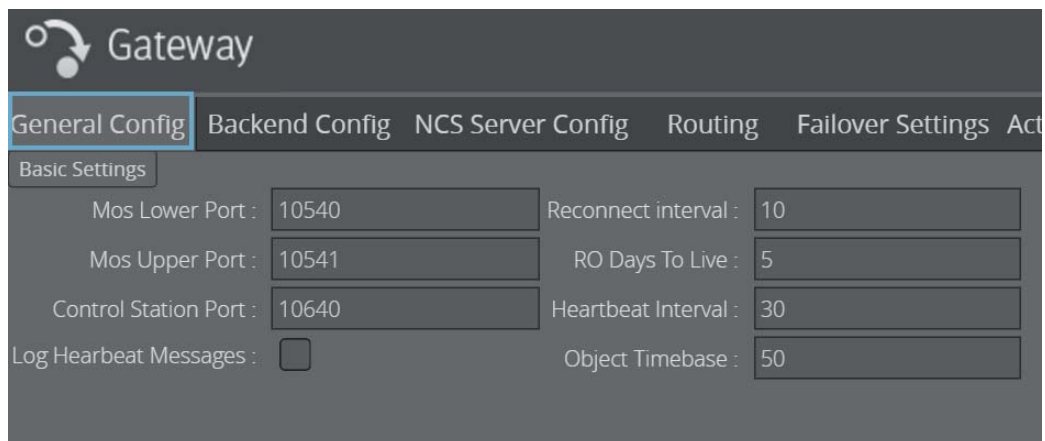 Gateway
General Config Backend Config NCS Server Config Routing Failover Settings Act
Basic Settings
Mos Lower Port : 10540 Reconnect interval : 10
Mos Upper Port : 10541 RO Days To Live : 5
Control Station Port : 10640 Heartbeat Interval : 30
Log Hearbeat Messages : Object Timebase : 50